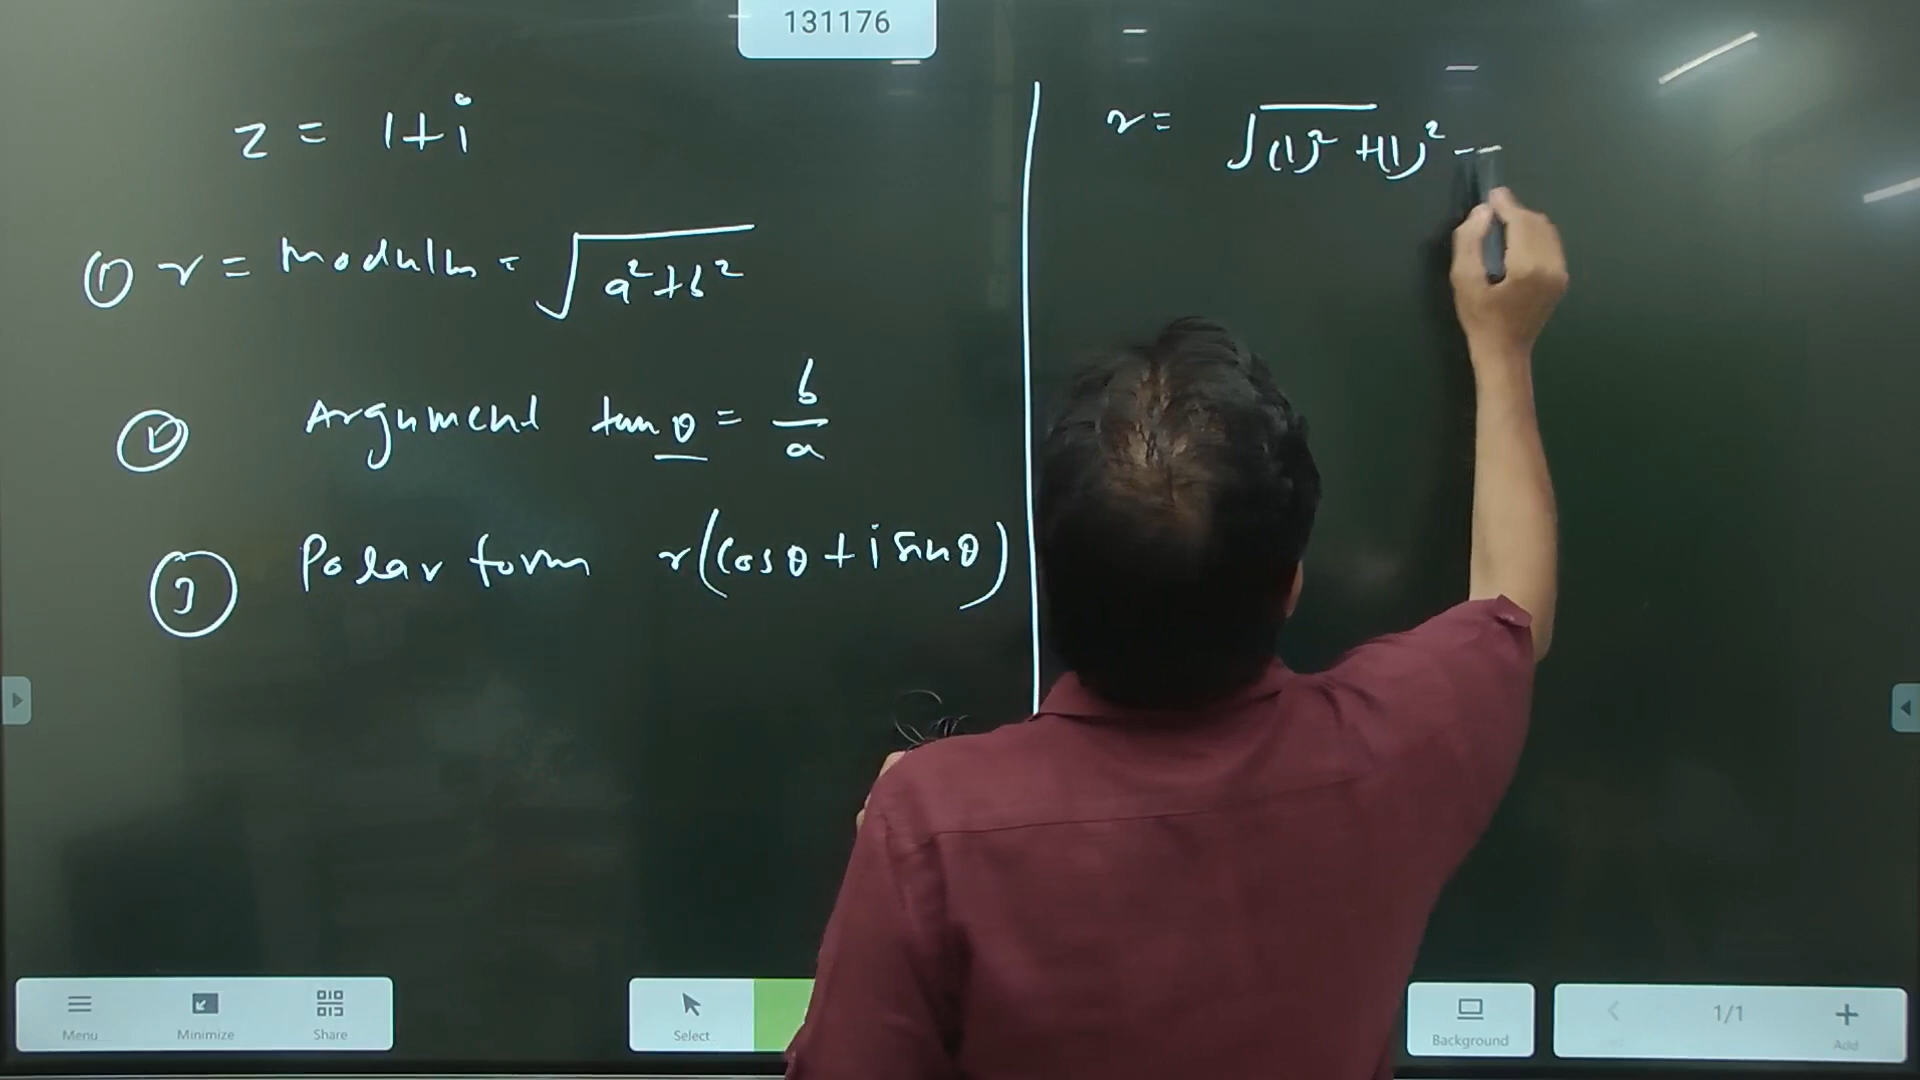 131176
z = 1+i
① r = Modulus = √(a²+b²)
② Argument tan θ = b/a
③ Polar form r(cosθ + i sinθ)
r = √((1)² + (1)²) =
Menu
Minimize
Share
Select
Background
1/1
Add